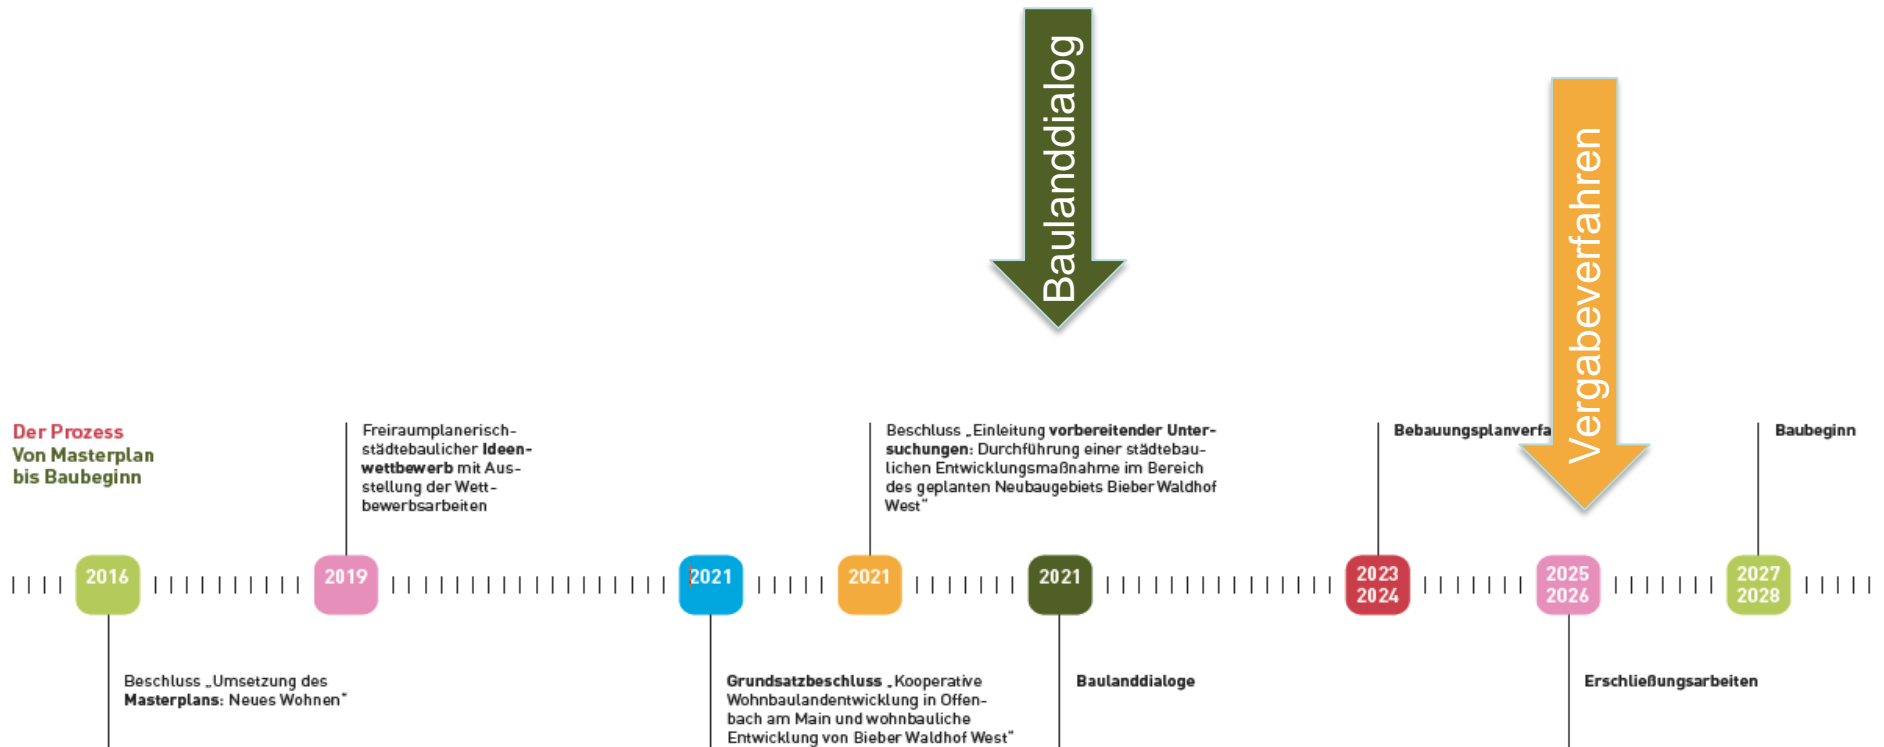 Baulanddialog
Vergabeverfahren
Der Prozess
Von Masterplan
bis Baubeginn
Freiraumplanerisch-
städtebaulicher Ideen-
wettbewerb mit Aus-
stellung der Wett-
bewerbsarbeiten
Beschluss „Einleitung vorbereitender Unter-
suchungen: Durchführung einer städtebau-
lichen Entwicklungsmaßnahme im Bereich
des geplanten Neubaugebiets Bieber Waldhof
West“
Bebauungsplanverfa
Baubeginn
2016
2019
2021
2021
2021
2023
2024
2025
2026
2027
2028
Beschluss „Umsetzung des
Masterplans: Neues Wohnen“
Grundsatzbeschluss „Kooperative
Wohnbaulandentwicklung in Offen-
bach am Main und wohnbauliche
Entwicklung von Bieber Waldhof West“
Baulanddialoge
Erschließungsarbeiten